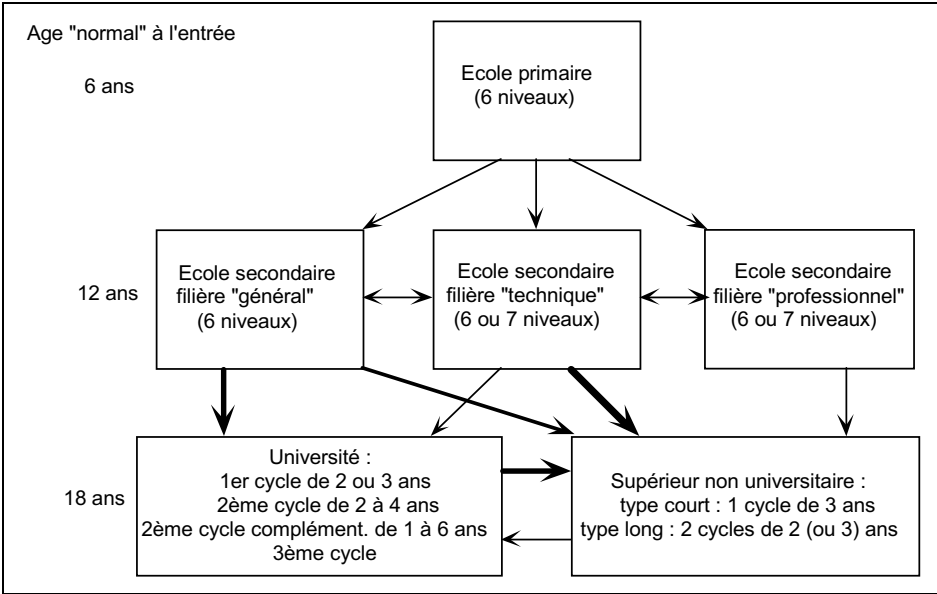 Age "normal" à l'entrée
6 ans
Ecole primaire
(6 niveaux)
12 ans
Ecole secondaire
filière "général"
(6 niveaux)
Ecole secondaire
filière "technique"
(6 ou 7 niveaux)
Ecole secondaire
filière "professionnel"
(6 ou 7 niveaux)
18 ans
Université :
1er cycle de 2 ou 3 ans
2ème cycle de 2 à 4 ans
2ème cycle complément. de 1 à 6 ans
3ème cycle
Supérieur non universitaire :
type court : 1 cycle de 3 ans
type long : 2 cycles de 2 (ou 3) ans